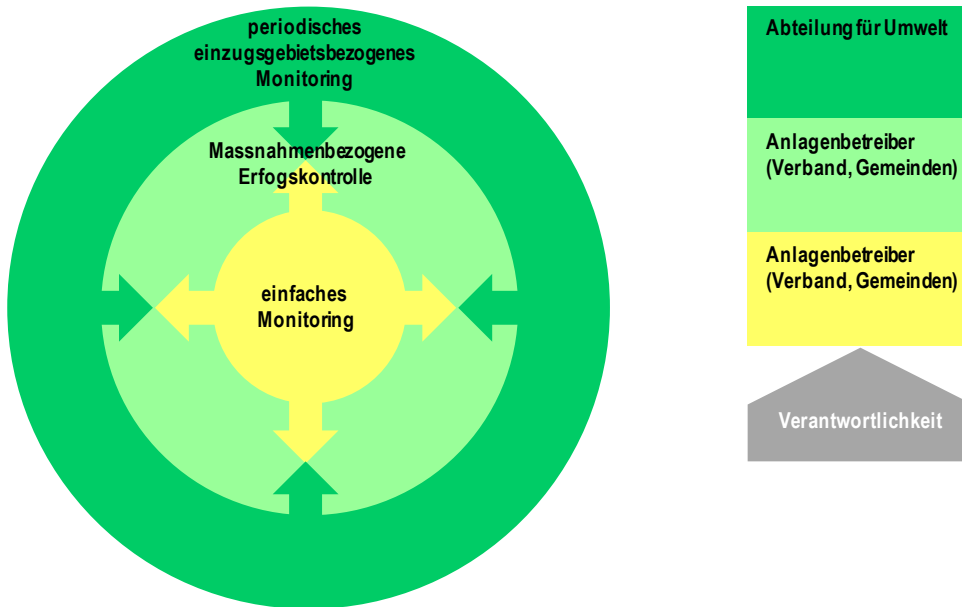 periodisches
einzugsgebietsbezogenes
Monitoring
Massnahmenbezogene
Erfogskontrolle
einfaches
Monitoring
Abteilung für Umwelt
Anlagenbetreiber
(Verband, Gemeinden)
Anlagenbetreiber
(Verband, Gemeinden)
Verantwortlichkeit